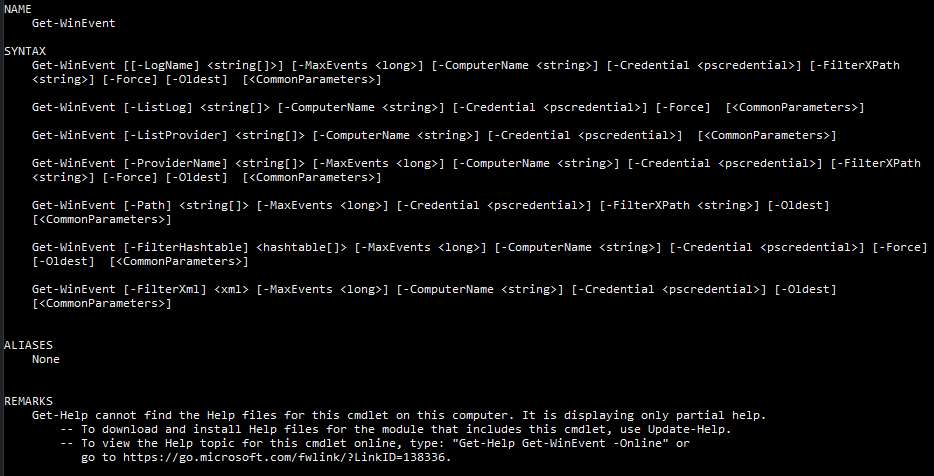 NAME
Get-WinEvent
SYNTAX
Get-WinEvent [[-LogName] <string[]>] [-MaxEvents <long>] [-ComputerName <string>] [-Credential <pscredential>] [-FilterXPath
<string>] [-Force] [-Oldest]  [<CommonParameters>]
Get-WinEvent [-ListLog] <string[]> [-ComputerName <string>] [-Credential <pscredential>] [-Force]  [<CommonParameters>]
Get-WinEvent [-ListProvider] <string[]> [-ComputerName <string>] [-Credential <pscredential>]  [<CommonParameters>]
Get-WinEvent [-ProviderName] <string[]> [-MaxEvents <long>] [-ComputerName <string>] [-Credential <pscredential>] [-FilterXPath
<string>] [-Force] [-Oldest]  [<CommonParameters>]
Get-WinEvent [-Path] <string[]> [-MaxEvents <long>] [-Credential <pscredential>] [-FilterXPath <string>] [-Oldest]
[<CommonParameters>]
Get-WinEvent [-FilterHashtable] <hashtable[]> [-MaxEvents <long>] [-ComputerName <string>] [-Credential <pscredential>] [-Force]
[-Oldest]  [<CommonParameters>]
Get-WinEvent [-FilterXml] <xml> [-MaxEvents <long>] [-ComputerName <string>] [-Credential <pscredential>] [-Oldest]
[<CommonParameters>]
ALIASES
None
REMARKS
Get-Help cannot find the Help files for this cmdlet on this computer. It is displaying only partial help.
-- To download and install Help files for the module that includes this cmdlet, use Update-Help.
-- To view the Help topic for this cmdlet online, type: "Get-Help Get-WinEvent -Online" or
go to https://go.microsoft.com/fwlink/?LinkID=138336.